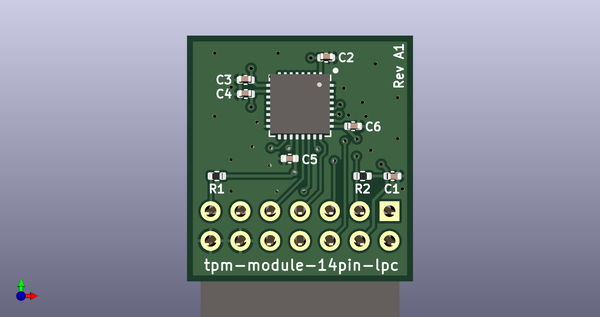 C2
Rev A1
C3
C4
C6
C5
R1
R2
C1
tpm-module-14pin-lpc